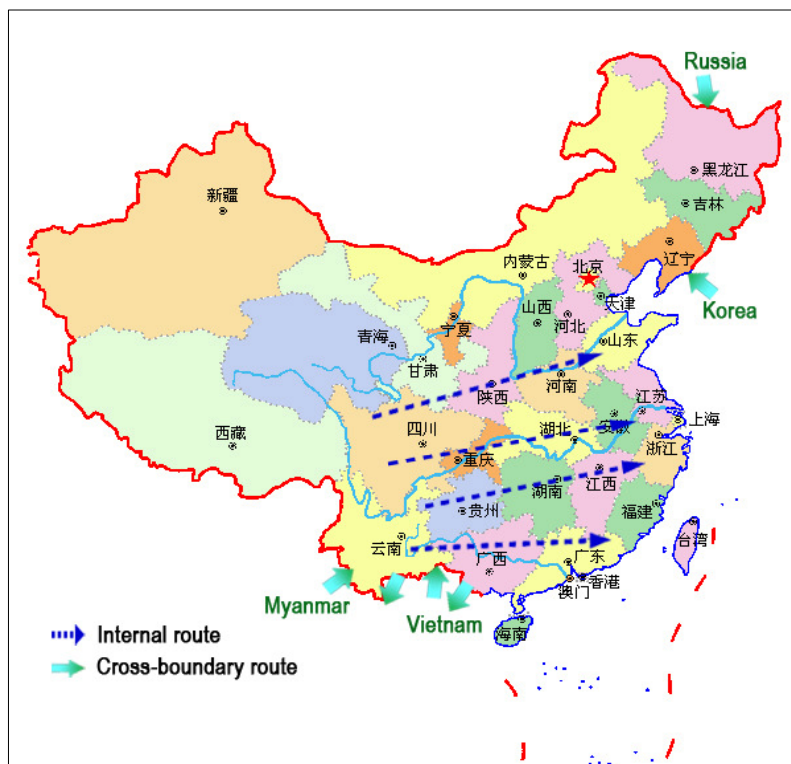 Russia
黑龙江
新疆
吉林
辽宁
北京
内蒙古
天津
山西
Korea
河北
宁夏
山东
青海
甘肃
河南
陕西
江苏
上海
四川
安徽
湖北
浙江
西藏
重庆
江西
湖南
贵州
福建
云南
台湾
广东
广西
香港
澳门
Myanmar
Vietnam
海南
Internal route
Cross-boundary route